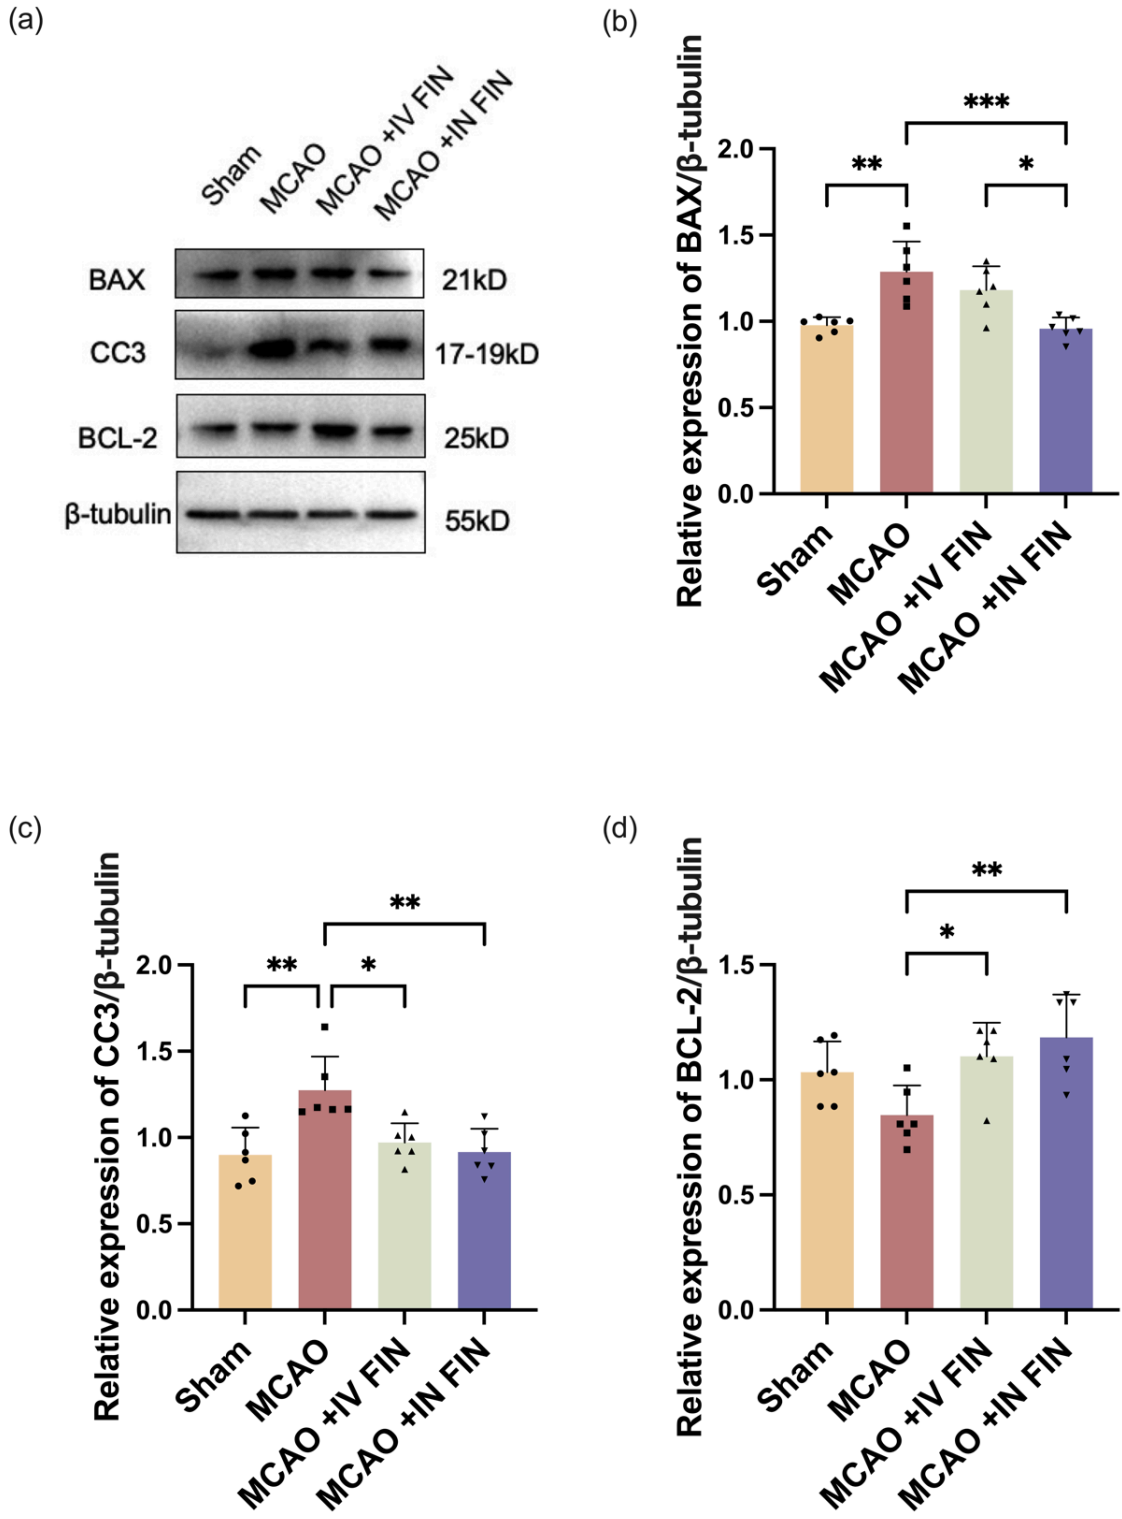 (a)
Sham
MCAO
MCAO +IV FIN
MCAO +IN FIN
BAX
21kD
CC3
17-19kD
BCL-2
25kD
β-tubulin
55kD
(b)
Relative expression of BAX/β-tubulin
***
**
*
2.0
1.5
1.0
0.5
0.0
Sham
MCAO
MCAO +IV FIN
MCAO +IN FIN
(c)
Relative expression of CC3/β-tubulin
**
**
*
2.0
1.5
1.0
0.5
0.0
Sham
MCAO
MCAO +IV FIN
MCAO +IN FIN
(d)
Relative expression of BCL-2/β-tubulin
**
*
1.5
1.0
0.5
0.0
Sham
MCAO
MCAO +IV FIN
MCAO +IN FIN